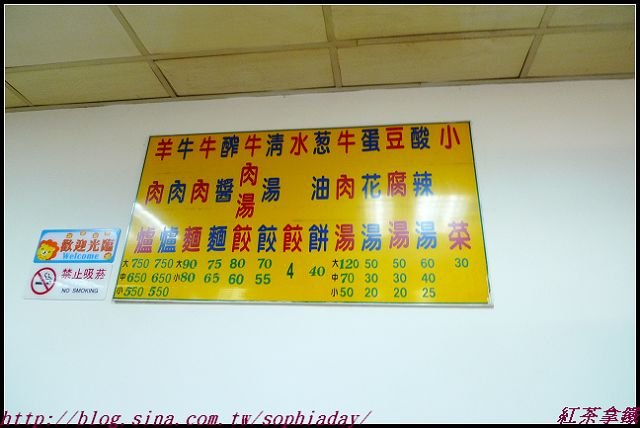 羊 牛 牛 醡 牛 清 水 葱 牛 蛋 豆 酸 小
肉 肉 肉 醬 肉湯 湯 油 肉 花 腐 辣
爐 爐 麵 麵 餃 餃 餃 餅 湯 湯 湯 湯 菜
大750 750 大90 75 80 70 4 40 大120 50 50 60 30
中650 650 小80 65 60 55 中70 30 30 40
小550 550 小50 20 20 25
歡迎光臨
Welcome
禁止吸菸
NO SMOKING
http://blog.sina.com.tw/sophiaday/
紅茶拿鐵